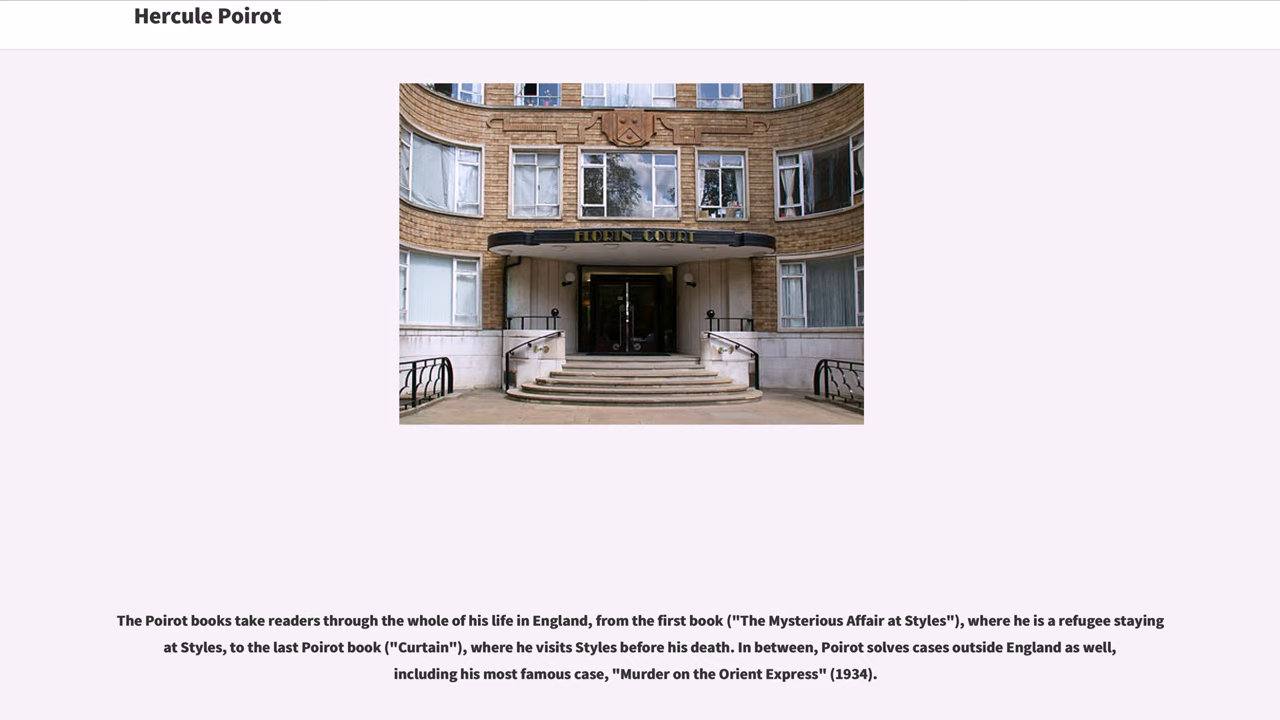 Hercule Poirot
FLORIN COURT
The Poirot books take readers through the whole of his life in England, from the first book ("The Mysterious Affair at Styles"), where he is a refugee staying
at Styles, to the last Poirot book ("Curtain"), where he visits Styles before his death. In between, Poirot solves cases outside England as well,
including his most famous case, "Murder on the Orient Express" (1934).